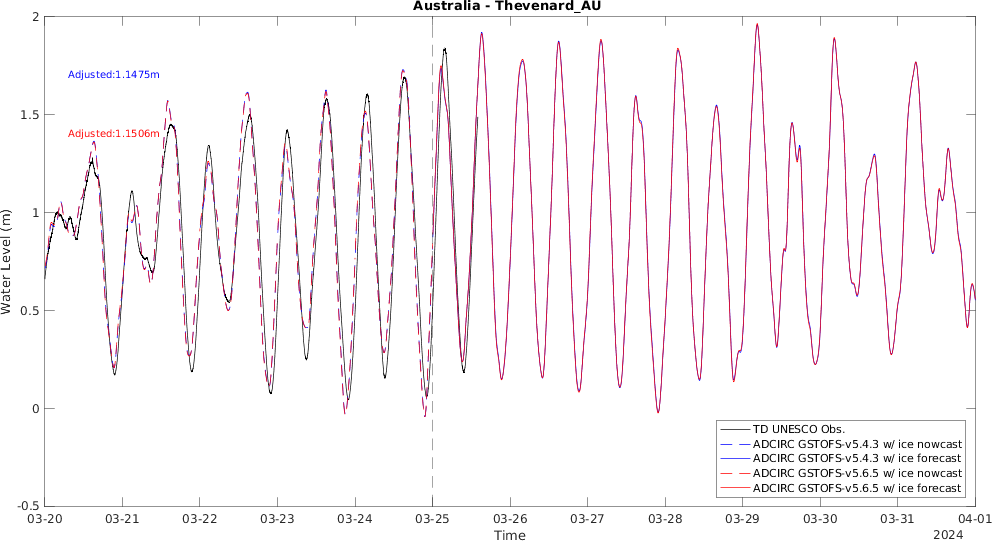 Australia - Thevenard_AU
2
1.5
1
0.5
0
-0.5
Water Level (m)
Adjusted:1.1475m
Adjusted:1.1506m
TD UNESCO Obs.
ADCIRC GSTOFS-v5.4.3 w/ ice nowcast
ADCIRC GSTOFS-v5.4.3 w/ ice forecast
ADCIRC GSTOFS-v5.6.5 w/ ice nowcast
ADCIRC GSTOFS-v5.6.5 w/ ice forecast
03-20 03-21 03-22 03-23 03-24 03-25 03-26 03-27 03-28 03-29 03-30 03-31 04-01
Time
2024